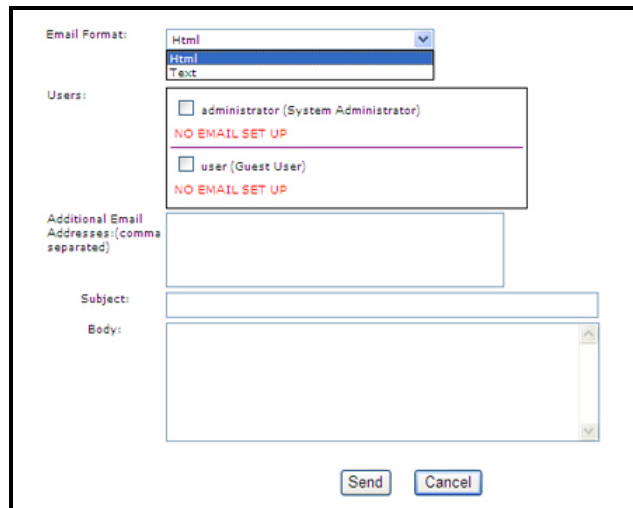 Email Format:
Html
Html
Text
Users:
administrator (System Administrator)
NO EMAIL SET UP
user (Guest User)
NO EMAIL SET UP
Additional Email
Addresses:(comma
separated)
Subject:
Body:
Send Cancel